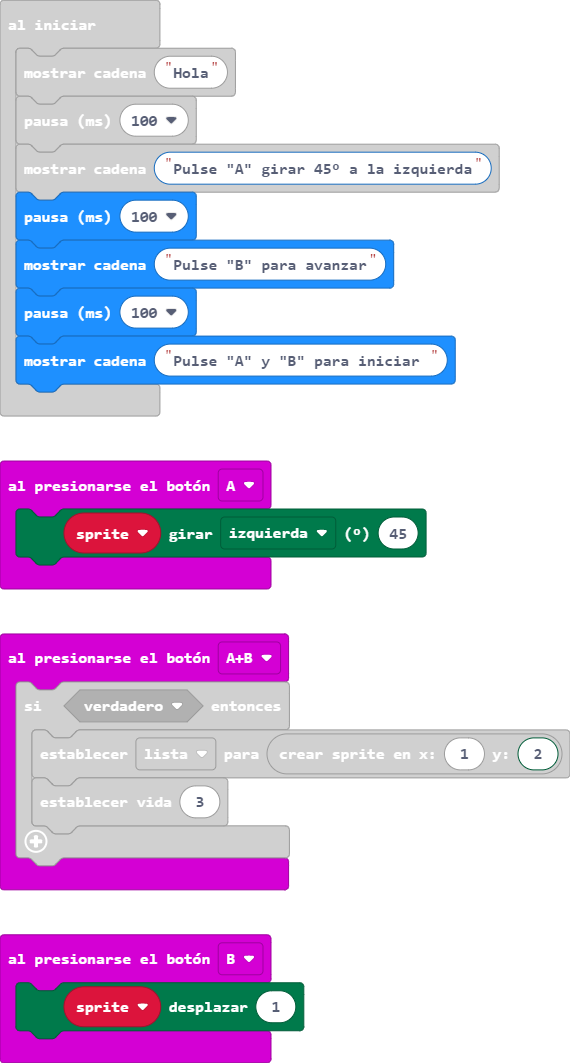 al iniciar
mostrar cadena "Hola"
pausa (ms) 100
mostrar cadena "Pulse "A" girar 45º a la izquierda"
pausa (ms) 100
mostrar cadena "Pulse "B" para avanzar"
pausa (ms) 100
mostrar cadena "Pulse "A" y "B" para iniciar "
al presionarse el botón A
sprite girar izquierda (º) 45
al presionarse el botón A+B
si verdadero entonces
establecer lista para crear sprite en x: 1 y: 2
establecer vida 3
al presionarse el botón B
sprite desplazar 1